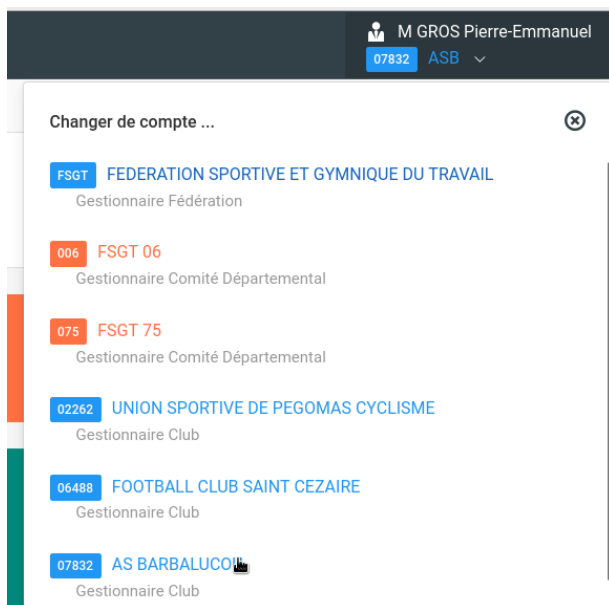 M GROS Pierre-Emmanuel
07832 ASB
Changer de compte ...
FSGT FEDERATION SPORTIVE ET GYMNIQUE DU TRAVAIL
Gestionnaire Fédération
006 FSGT 06
Gestionnaire Comité Départemental
075 FSGT 75
Gestionnaire Comité Départemental
02262 UNION SPORTIVE DE PEGOMAS CYCLISME
Gestionnaire Club
06488 FOOTBALL CLUB SAINT CEZAIRE
Gestionnaire Club
07832 AS
Gestionnaire Club